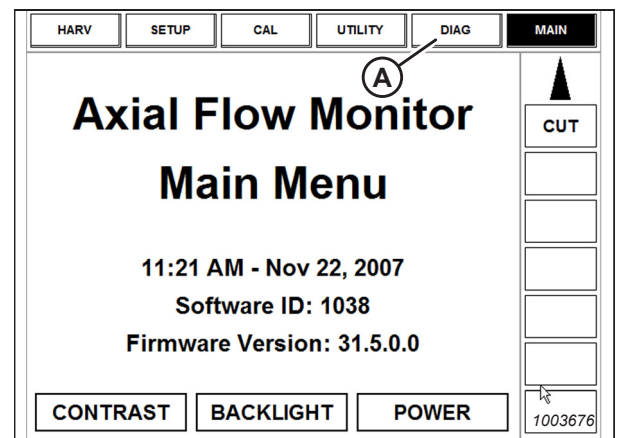 HARV SETUP CAL UTILITY DIAG MAIN
A
Axial Flow Monitor
CUT
Main Menu
11:21 AM - Nov 22, 2007
Software ID: 1038
Firmware Version: 31.5.0.0
CONTRAST BACKLIGHT POWER
1003676